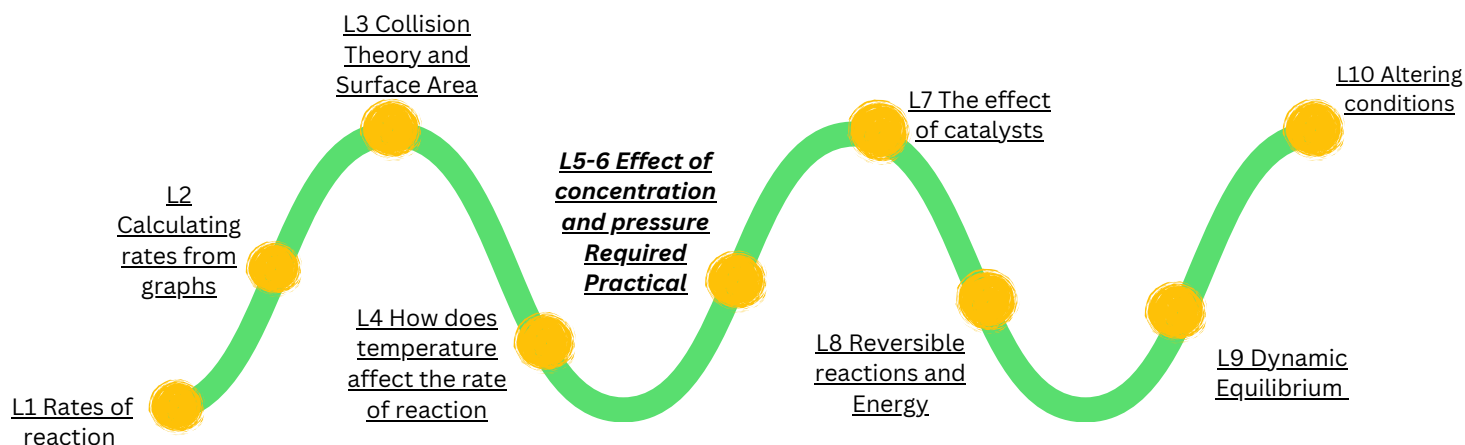 L1 Rates of
reaction
L2
Calculating
rates from
graphs
L3 Collision
Theory and
Surface Area
L4 How does
temperature
affect the rate
of reaction
L5-6 Effect of
concentration
and pressure
Required
Practical
L7 The effect
of catalysts
L8 Reversible
reactions and
Energy
L9 Dynamic
Equilibrium
L10 Altering
conditions